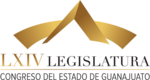 LXIV LEGISLATURA
CONGRESO DEL ESTADO DE GUANAJUATO